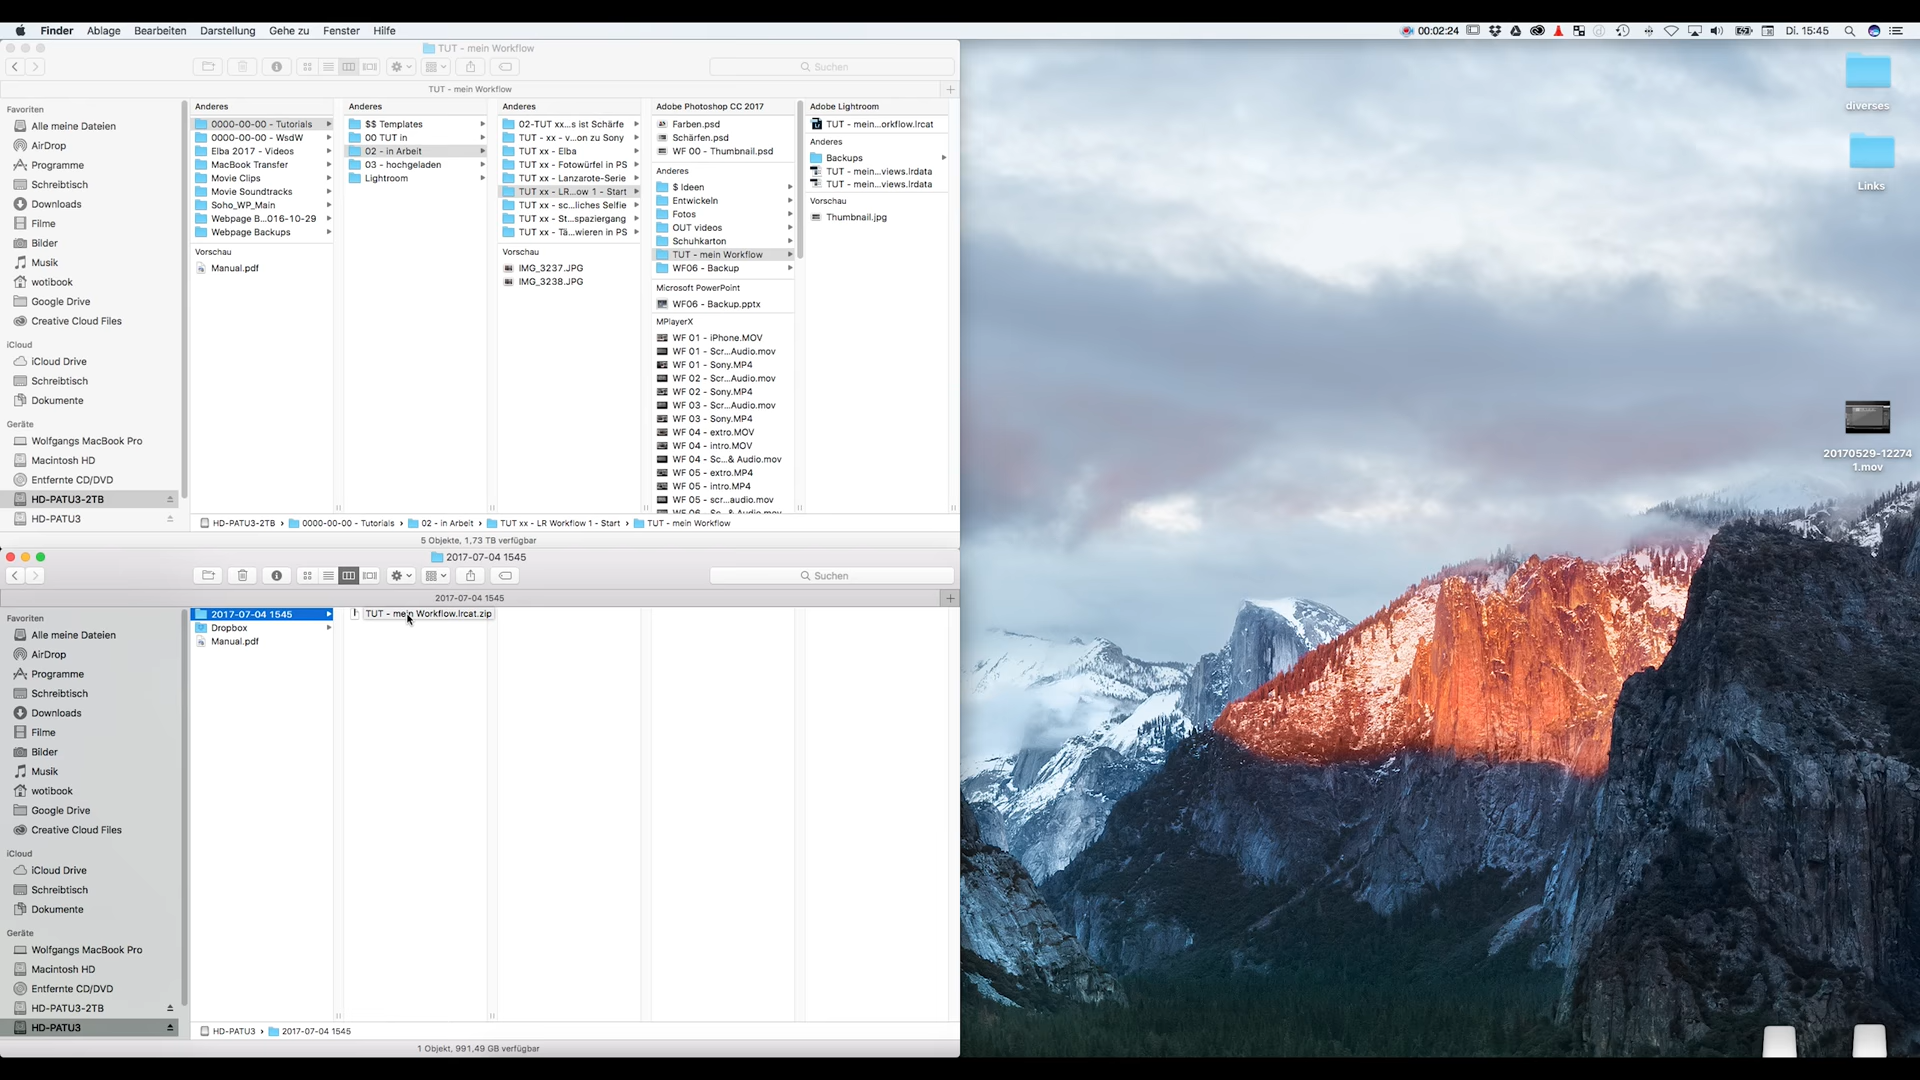 Finder Ablage Bearbeiten Darstellung Gehe zu Fenster Hilfe 00:02:24 Di. 15:45
TUT - mein Workflow
Suchen
TUT - mein Workflow
Favoriten
Alle meine Dateien
AirDrop
Programme
Schreibtisch
Downloads
Filme
Bilder
Musik
wotibook
Google Drive
Creative Cloud Files
iCloud
iCloud Drive
Schreibtisch
Dokumente
Geräte
Wolfgangs MacBook Pro
Macintosh HD
Entfernte CD/DVD
HD-PATU3-2TB
HD-PATU3
Anderes
0000-00-00 - Tutorials
0000-00-00 - WsdW
Elba 2017 - Videos
MacBook Transfer
Movie Clips
Movie Soundtracks
Soho_WP_Main
Webpage B...016-10-29
Webpage Backups
Vorschau
Manual.pdf
Anderes
$$ Templates
00 TUT in
02 - in Arbeit
03 - hochgeladen
Lightroom
Anderes
02-TUT xx...s ist Schärfe
TUT - xx - v...on zu Sony
TUT xx - Elba
TUT xx - Fotowürfel in PS
TUT xx - Lanzarote-Serie
TUT xx - LR...ow 1 - Start
TUT xx - sc...liches Selfie
TUT xx - St...spaziergang
TUT xx - Tä...wieren in PS
Vorschau
IMG_3237.JPG
IMG_3238.JPG
Adobe Photoshop CC 2017
Farben.psd
Schärfen.psd
WF 00 - Thumbnail.psd
Anderes
$ Ideen
Entwickeln
Fotos
OUT videos
Schuhkarton
TUT - mein Workflow
WF06 - Backup
Microsoft PowerPoint
WF06 - Backup.pptx
MPlayerX
WF 01 - iPhone.MOV
WF 01 - Scr...Audio.mov
WF 01 - Sony.MP4
WF 02 - Scr...Audio.mov
WF 02 - Sony.MP4
WF 03 - Scr...Audio.mov
WF 03 - Sony.MP4
WF 04 - extro.MOV
WF 04 - intro.MOV
WF 04 - Sc...& Audio.mov
WF 05 - extro.MP4
WF 05 - intro.MP4
WF 05 - scr...audio.mov
WF 06 - Sc...& Audio.mov
Adobe Lightroom
TUT - mein...orkflow.lrcat
Anderes
Backups
TUT - mein...views.lrdata
TUT - mein...views.lrdata
Vorschau
Thumbnail.jpg
HD-PATU3-2TB › 0000-00-00 - Tutorials › 02 - in Arbeit › TUT xx - LR Workflow 1 - Start › TUT - mein Workflow
5 Objekte, 1,73 TB verfügbar
2017-07-04 1545
Suchen
2017-07-04 1545
Favoriten
Alle meine Dateien
AirDrop
Programme
Schreibtisch
Downloads
Filme
Bilder
Musik
wotibook
Google Drive
Creative Cloud Files
iCloud
iCloud Drive
Schreibtisch
Dokumente
Geräte
Wolfgangs MacBook Pro
Macintosh HD
Entfernte CD/DVD
HD-PATU3-2TB
HD-PATU3
2017-07-04 1545
Dropbox
Manual.pdf
TUT - mein Workflow.lrcat.zip
HD-PATU3 › 2017-07-04 1545
1 Objekt, 991,49 GB verfügbar
diverses
Links
20170529-12274
1.mov